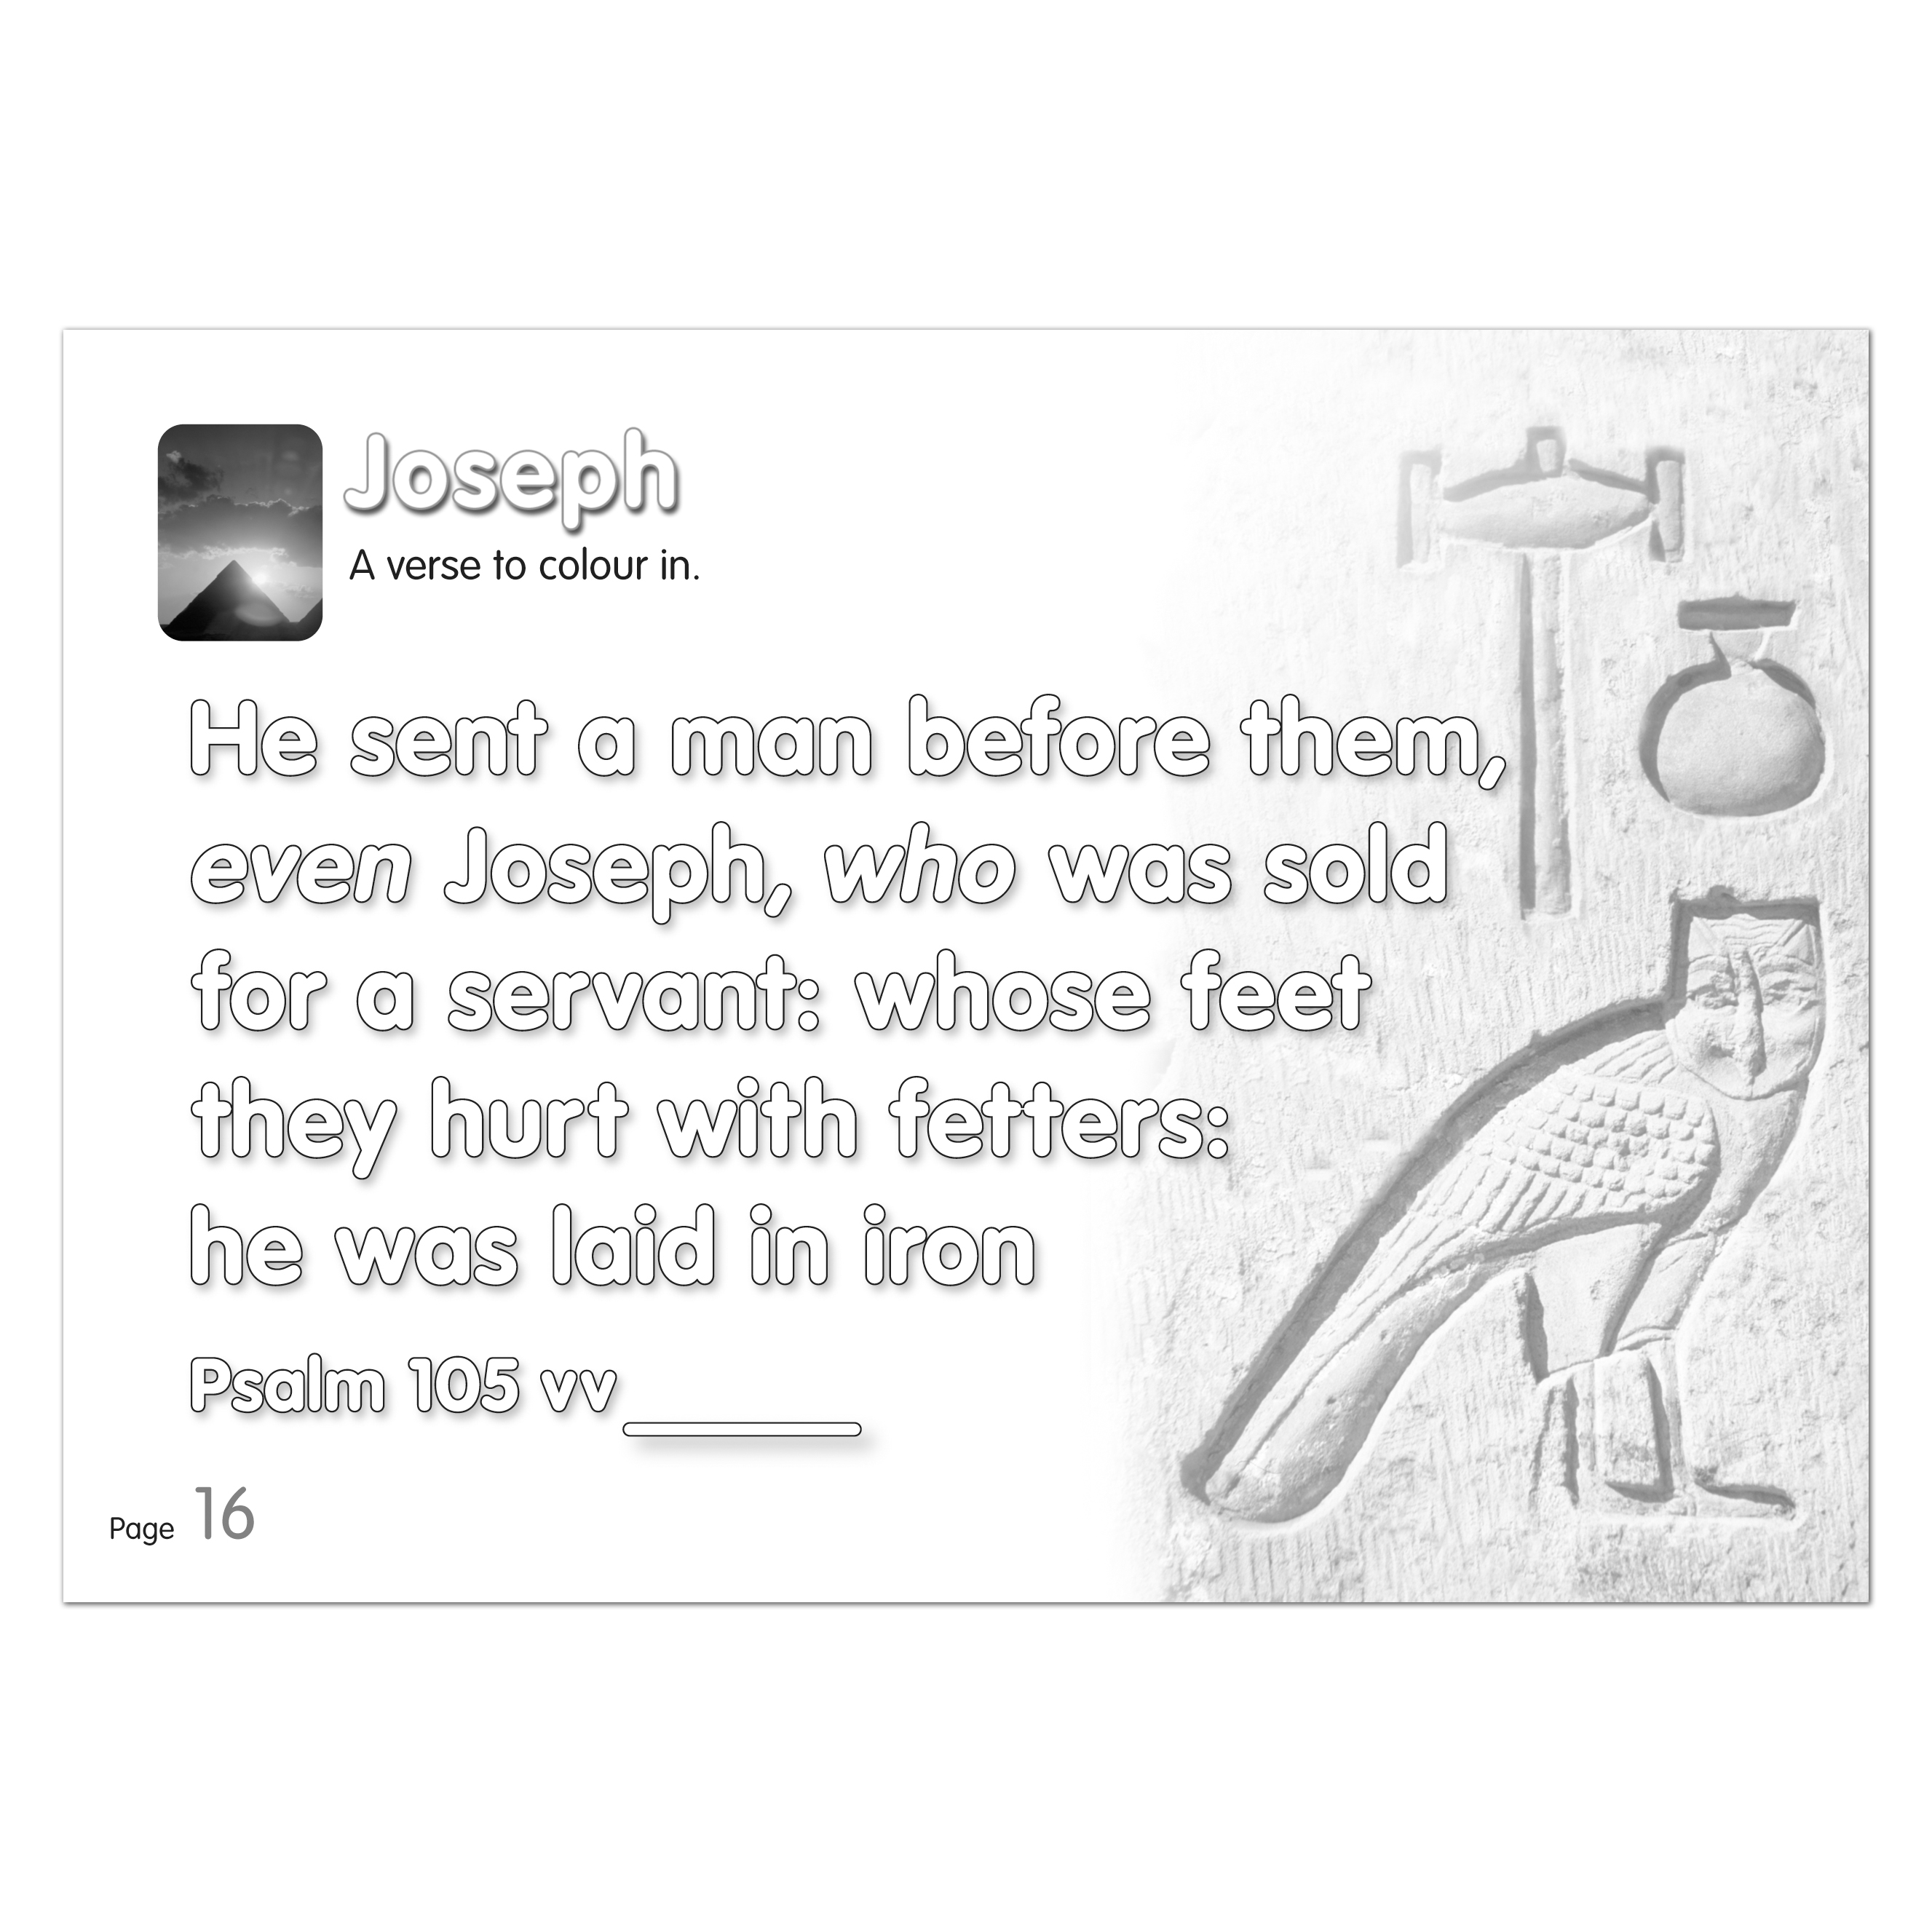 Joseph
A verse to colour in.
He sent a man before them,
even Joseph, who was sold
for a servant: whose feet
they hurt with fetters:
he was laid in iron
Psalm 105 vv
Page 16